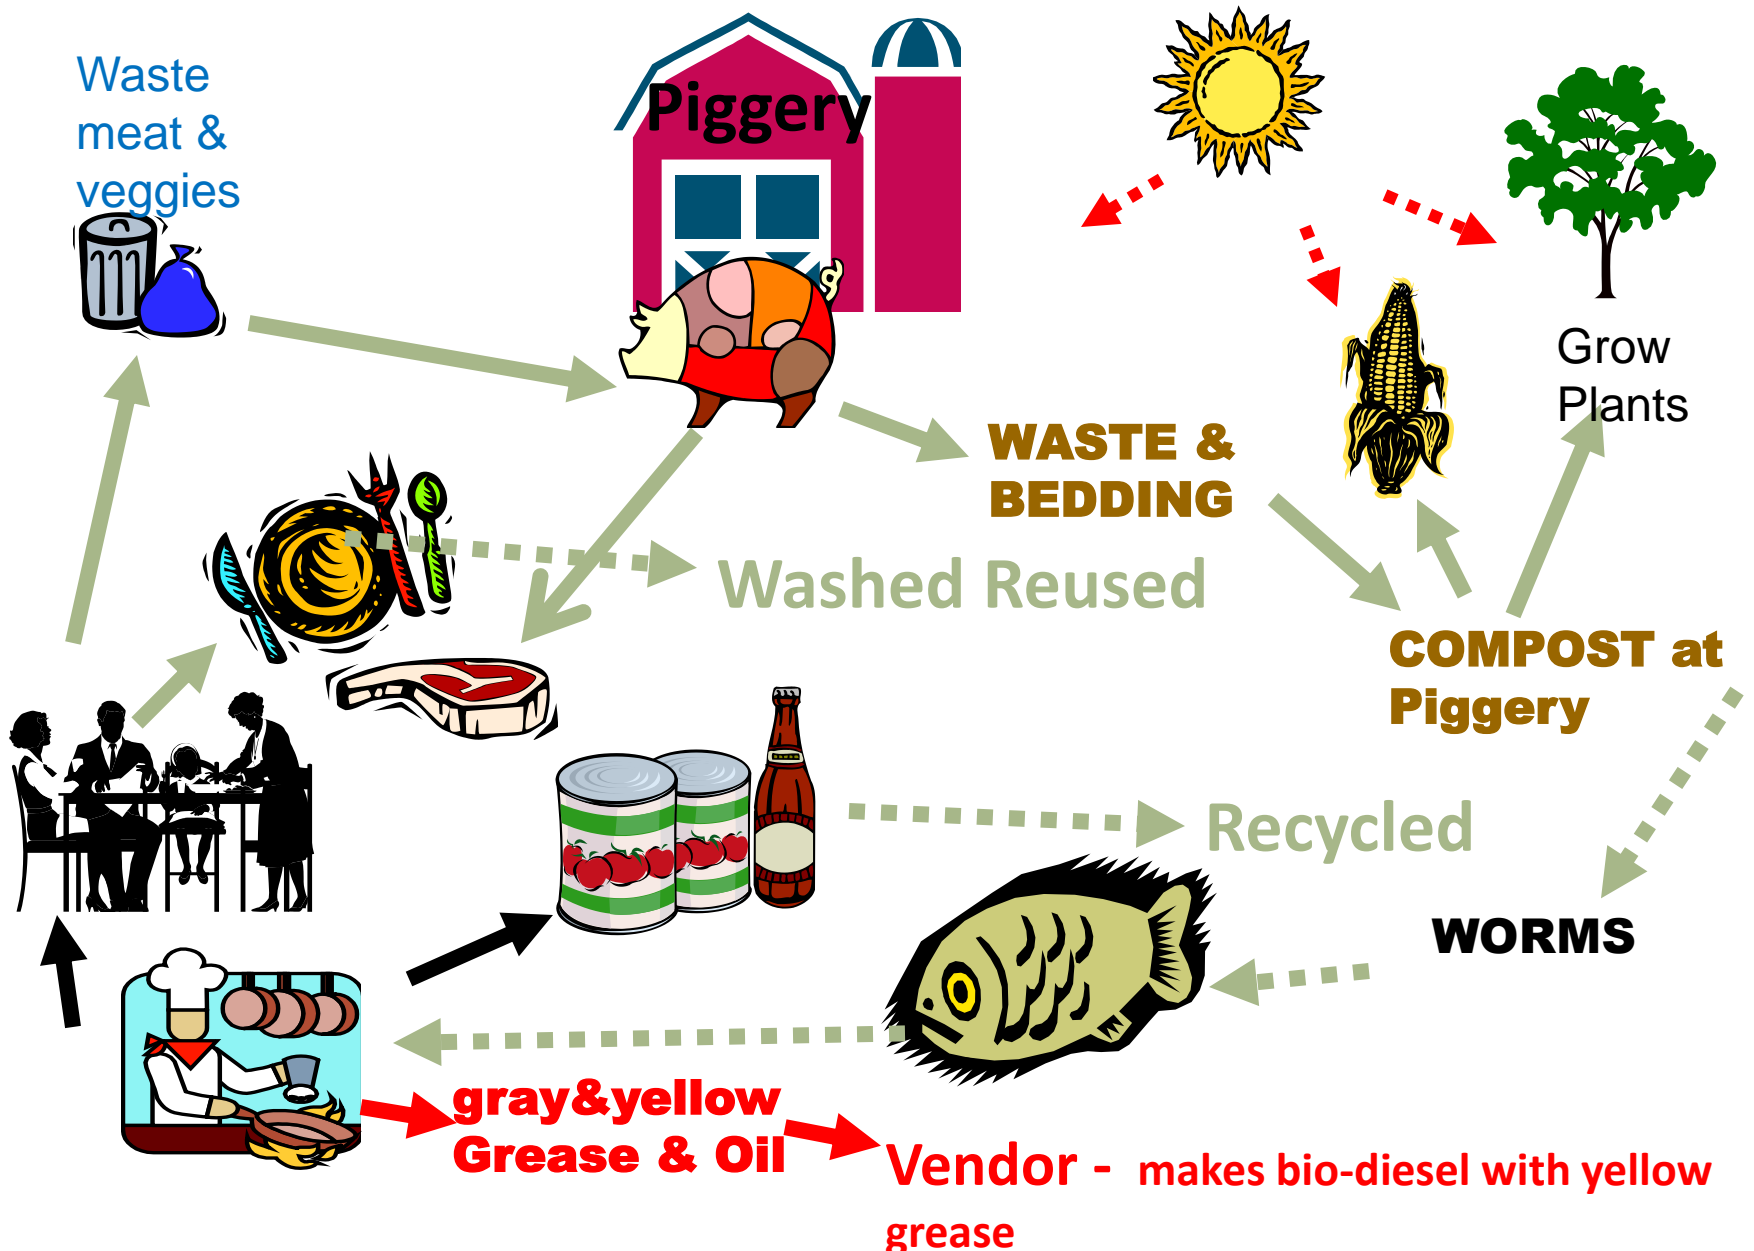 Waste
meat &
veggies
Piggery
Grow
Plants
WASTE &
BEDDING
Washed Reused
COMPOST at
Piggery
Recycled
WORMS
gray&yellow
Grease & Oil
Vendor - makes bio-diesel with yellow
grease